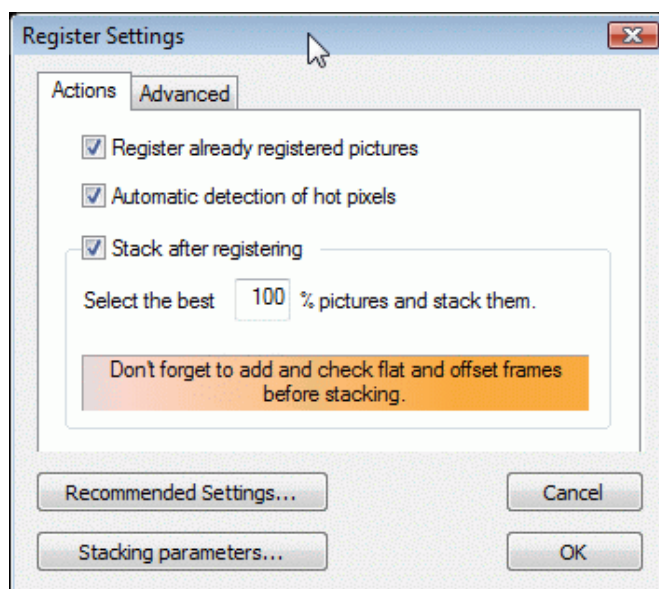 Register Settings
Actions
Advanced
Register already registered pictures
Automatic detection of hot pixels
Stack after registering
Select the best 100 % pictures and stack them.
Don't forget to add and check flat and offset frames
before stacking.
Recommended Settings...
Cancel
Stacking parameters...
OK